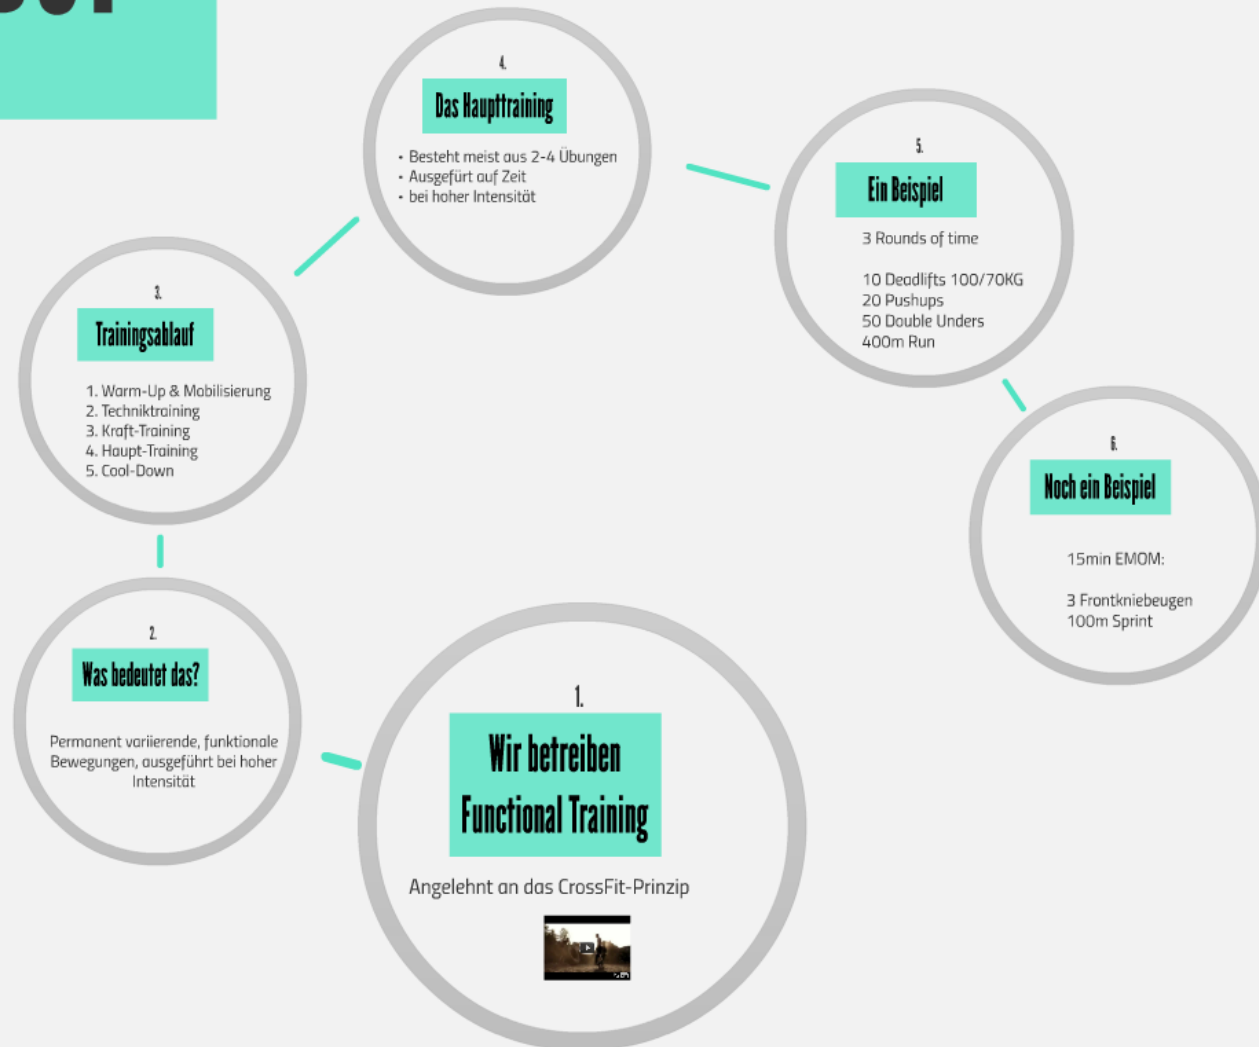 1.
Wir betreiben
Functional Training
Angelehnt an das CrossFit-Prinzip
2.
Was bedeutet das?
Permanent variierende, funktionale
Bewegungen, ausgeführt bei hoher
Intensität
3.
Trainingsablauf
1. Warm-Up & Mobilisierung
2. Techniktraining
3. Kraft-Training
4. Haupt-Training
5. Cool-Down
4.
Das Haupttraining
• Besteht meist aus 2-4 Übungen
• Ausgefürt auf Zeit
• bei hoher Intensität
5.
Ein Beispiel
3 Rounds of time
10 Deadlifts 100/70KG
20 Pushups
50 Double Unders
400m Run
6.
Noch ein Beispiel
15min EMOM:
3 Frontkniebeugen
100m Sprint